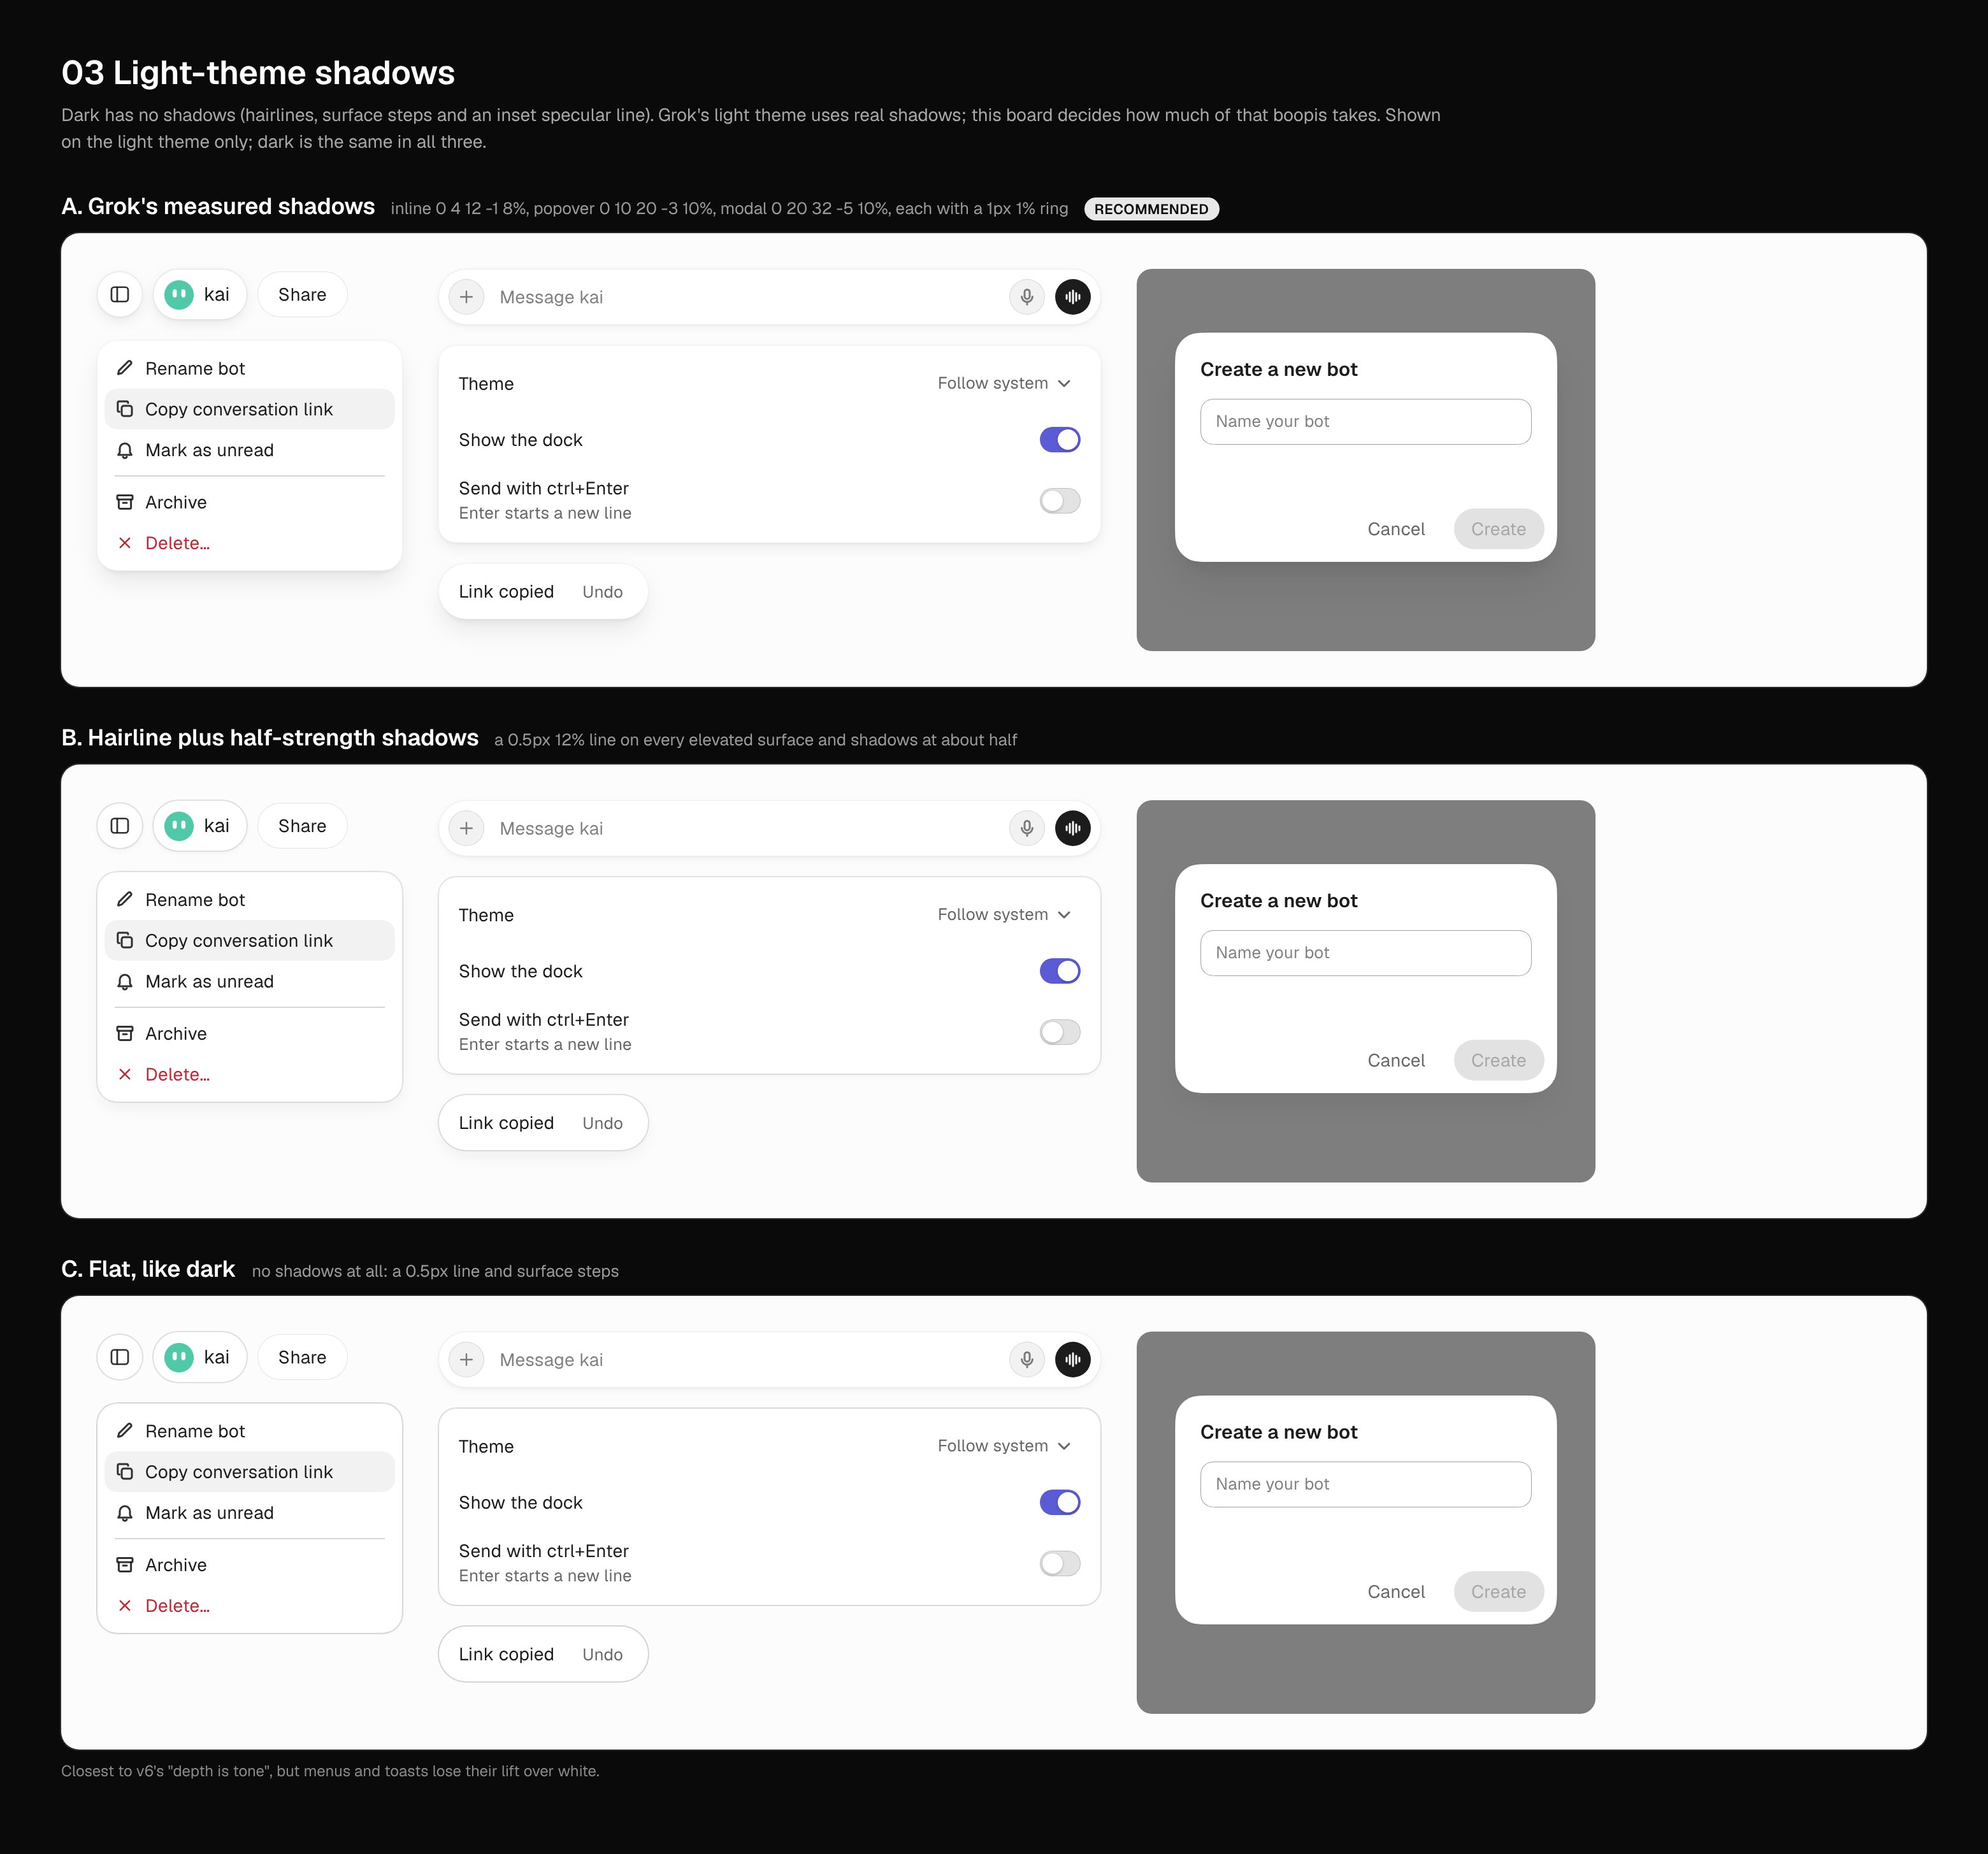 03 Light-theme shadows
Dark has no shadows (hairlines, surface steps and an inset specular line). Grok's light theme uses real shadows; this board decides how much of that boopis takes. Shown
on the light theme only; dark is the same in all three.
A. Grok's measured shadows inline 0 4 12 -1 8%, popover 0 10 20 -3 10%, modal 0 20 32 -5 10%, each with a 1px 1% ring RECOMMENDED
kai Share
Rename bot
Copy conversation link
Mark as unread
Archive
Delete...
Message kai
Theme Follow system
Show the dock
Send with ctrl+Enter
Enter starts a new line
Link copied Undo
Create a new bot
Name your bot
Cancel Create
B. Hairline plus half-strength shadows a 0.5px 12% line on every elevated surface and shadows at about half
kai Share
Rename bot
Copy conversation link
Mark as unread
Archive
Delete...
Message kai
Theme Follow system
Show the dock
Send with ctrl+Enter
Enter starts a new line
Link copied Undo
Create a new bot
Name your bot
Cancel Create
C. Flat, like dark no shadows at all: a 0.5px line and surface steps
kai Share
Rename bot
Copy conversation link
Mark as unread
Archive
Delete...
Message kai
Theme Follow system
Show the dock
Send with ctrl+Enter
Enter starts a new line
Link copied Undo
Create a new bot
Name your bot
Cancel Create
Closest to v6's "depth is tone", but menus and toasts lose their lift over white.